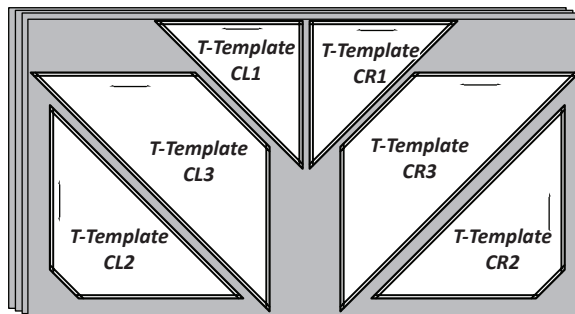 T-Template
CL1
T-Template
CR1
T-Template
CL3
T-Template
CR3
T-Template
CL2
T-Template
CR2